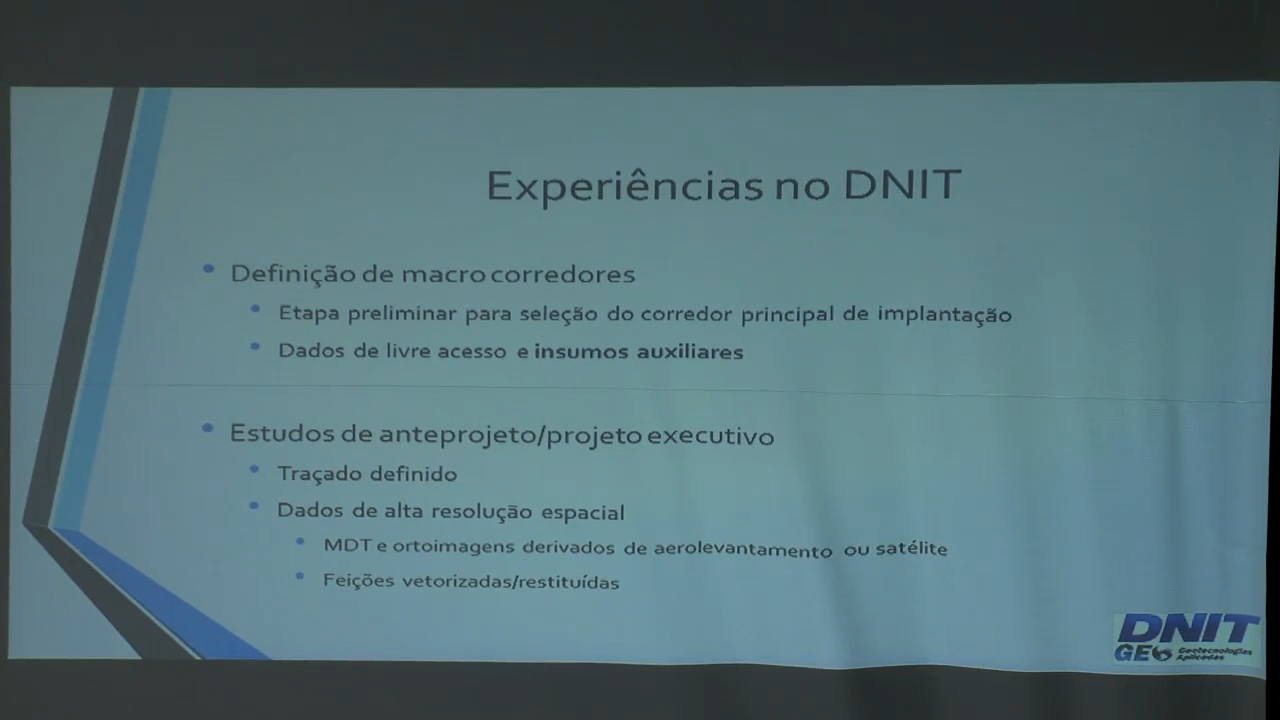 Experiências no DNIT
Definição de macro corredores
Etapa preliminar para seleção do corredor principal de implantação
Dados de livre acesso e insumos auxiliares
Estudos de anteprojeto/projeto executivo
Traçado definido
Dados de alta resolução espacial
MDT e ortoimagens derivados de aerolevantamento ou satélite
Feições vetorizadas/restituídas
DNIT
GEO Geotecnologias
Aplicadas